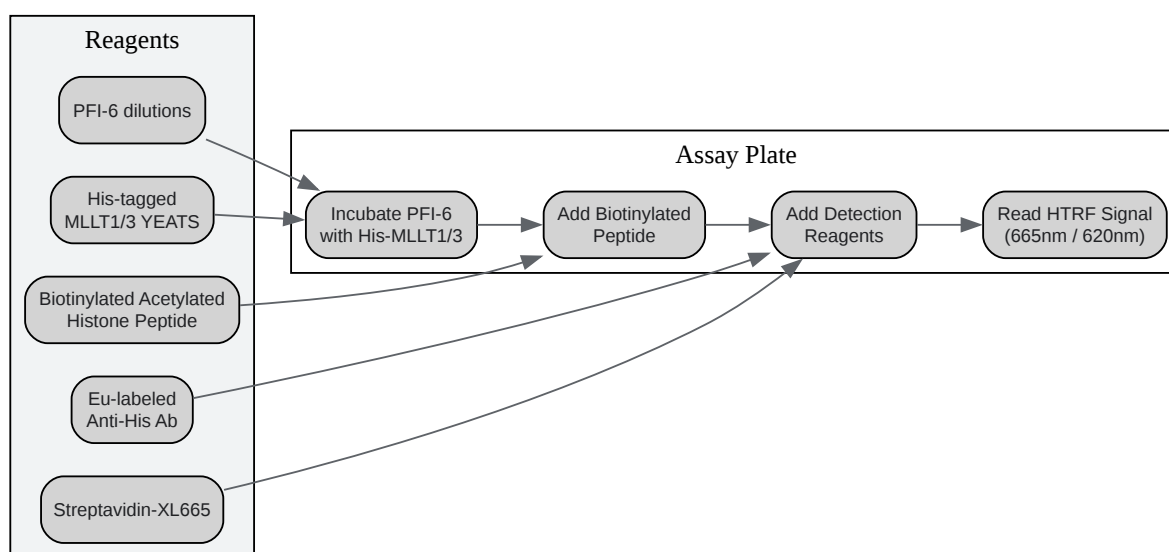 Reagents
PFI-6 dilutions
His-tagged
MLLT1/3 YEATS
Biotinylated Acetylated
Histone Peptide
Eu-labeled
Anti-His Ab
Streptavidin-XL665
Assay Plate
Incubate PFI-6
with His-MLLT1/3
Add Biotinylated
Peptide
Add Detection
Reagents
Read HTRF Signal
(665nm / 620nm)